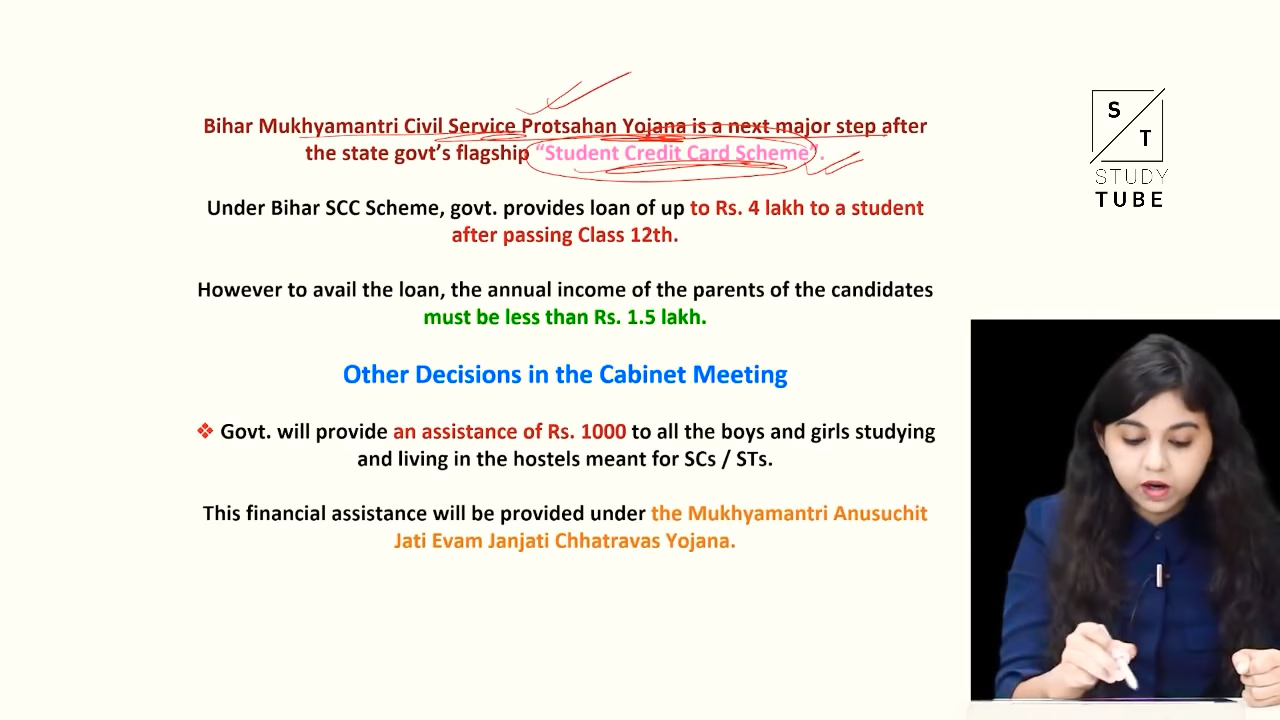 Bihar Mukhyamantri Civil Service Protsahan Yojana is a next major step after
the state govt's flagship “Student Credit Card Scheme”.
Under Bihar SCC Scheme, govt. provides loan of up to Rs. 4 lakh to a student
after passing Class 12th.
However to avail the loan, the annual income of the parents of the candidates
must be less than Rs. 1.5 lakh.
Other Decisions in the Cabinet Meeting
❖ Govt. will provide an assistance of Rs. 1000 to all the boys and girls studying
and living in the hostels meant for SCs / STs.
This financial assistance will be provided under the Mukhyamantri Anusuchit
Jati Evam Janjati Chhatravas Yojana.
S
T
STUDY
TUBE